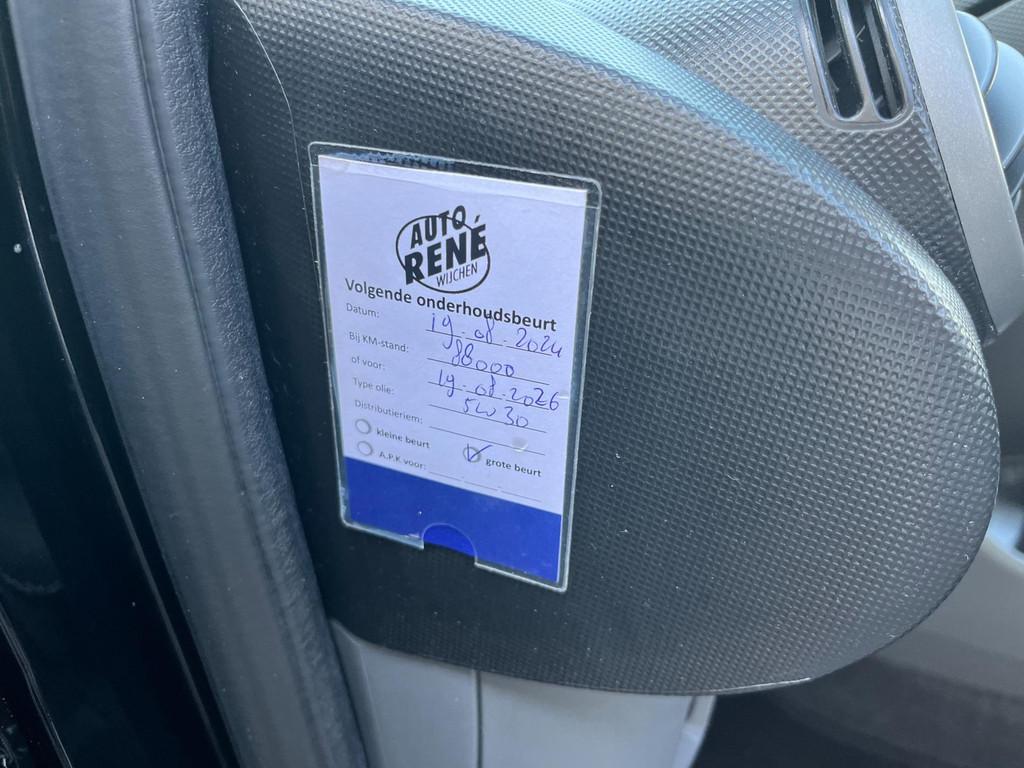 AUTO
RENÉ
WIJCHEN
Volgende onderhoudsbeurt
Datum: 19-08-2024
Bij KM-stand: 88000
of voor: 19-08-2026
Type olie: 5W30
Distributieriem:
kleine beurt grote beurt
A.P.K voor: